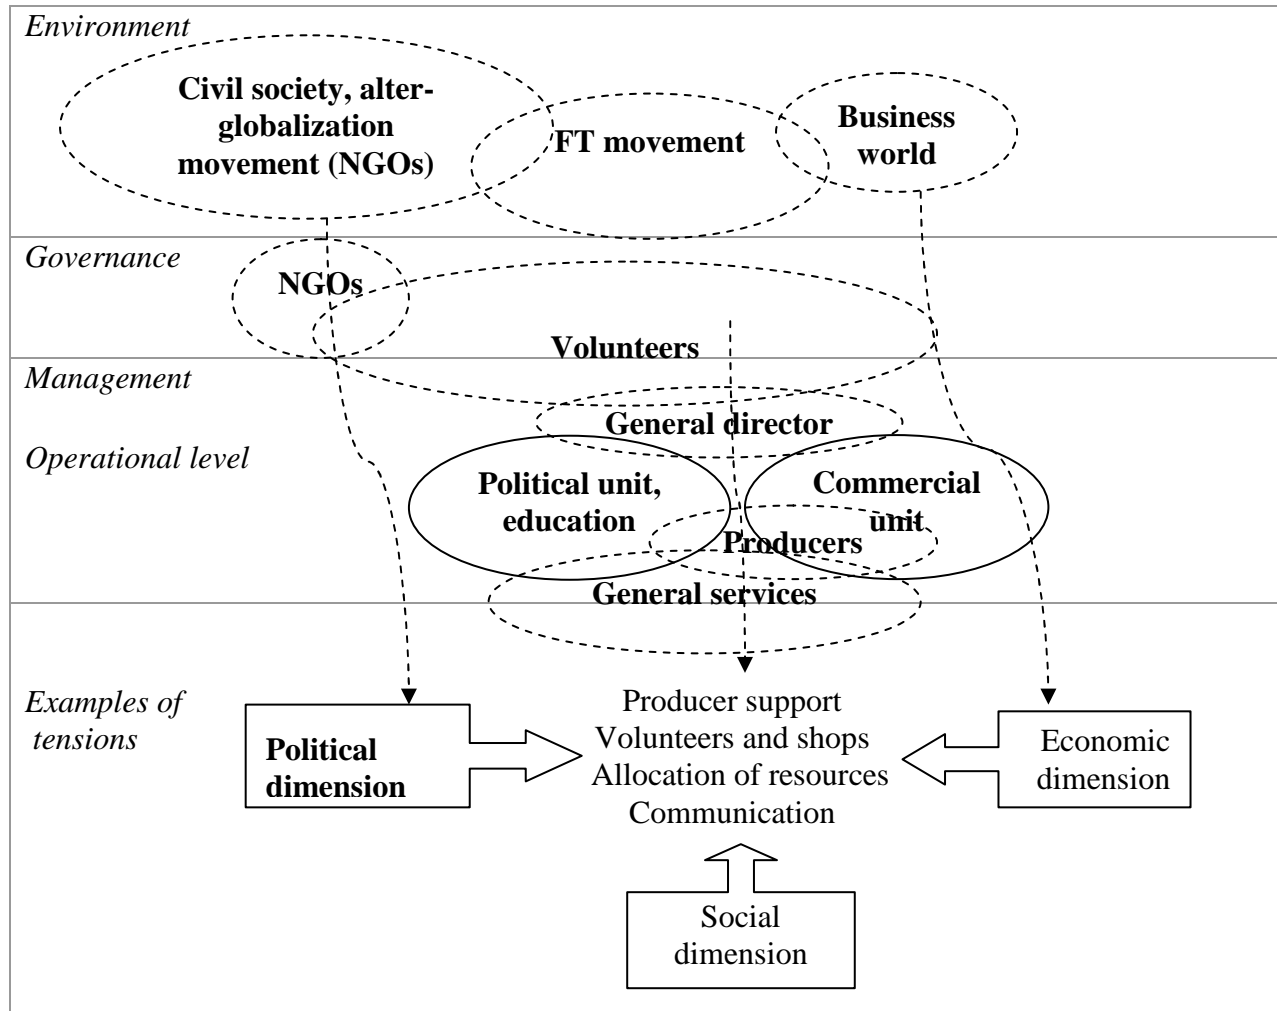 Environment
Civil society, alter-
globalization
movement (NGOs)
FT movement
Business
world
Governance
NGOs
Volunteers
Management
General director
Operational level
Political unit,
education
Commercial
unit
Producers
General services
Examples of
tensions
Political
dimension
Producer support
Volunteers and shops
Allocation of resources
Communication
Economic
dimension
Social
dimension